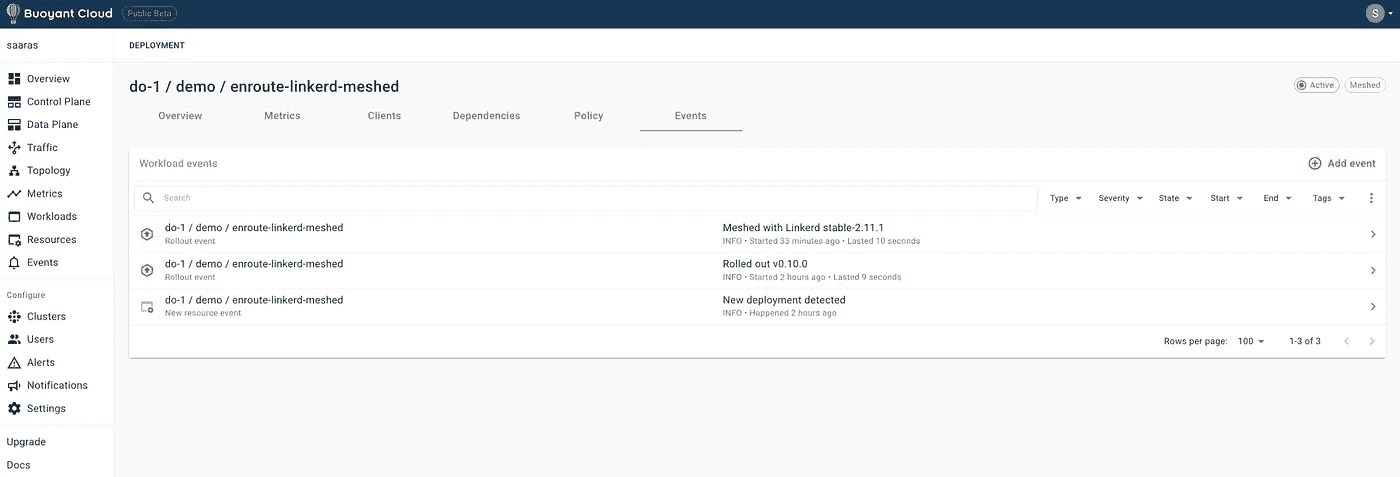 Buoyant Cloud Public Beta S
saaras
DEPLOYMENT
Overview
Control Plane
Data Plane
Traffic
Topology
Metrics
Workloads
Resources
Events
Configure
Clusters
Users
Alerts
Notifications
Settings
Upgrade
Docs
do-1 / demo / enroute-linkerd-meshed
Active Meshed
Overview Metrics Clients Dependencies Policy Events
Workload events Add event
Search Type Severity State Start End Tags
do-1 / demo / enroute-linkerd-meshed Meshed with Linkerd stable-2.11.1
Rollout event INFO • Started 33 minutes ago • Lasted 10 seconds
do-1 / demo / enroute-linkerd-meshed Rolled out v0.10.0
Rollout event INFO • Started 2 hours ago • Lasted 9 seconds
do-1 / demo / enroute-linkerd-meshed New deployment detected
New resource event INFO • Happened 2 hours ago
Rows per page: 100 1-3 of 3